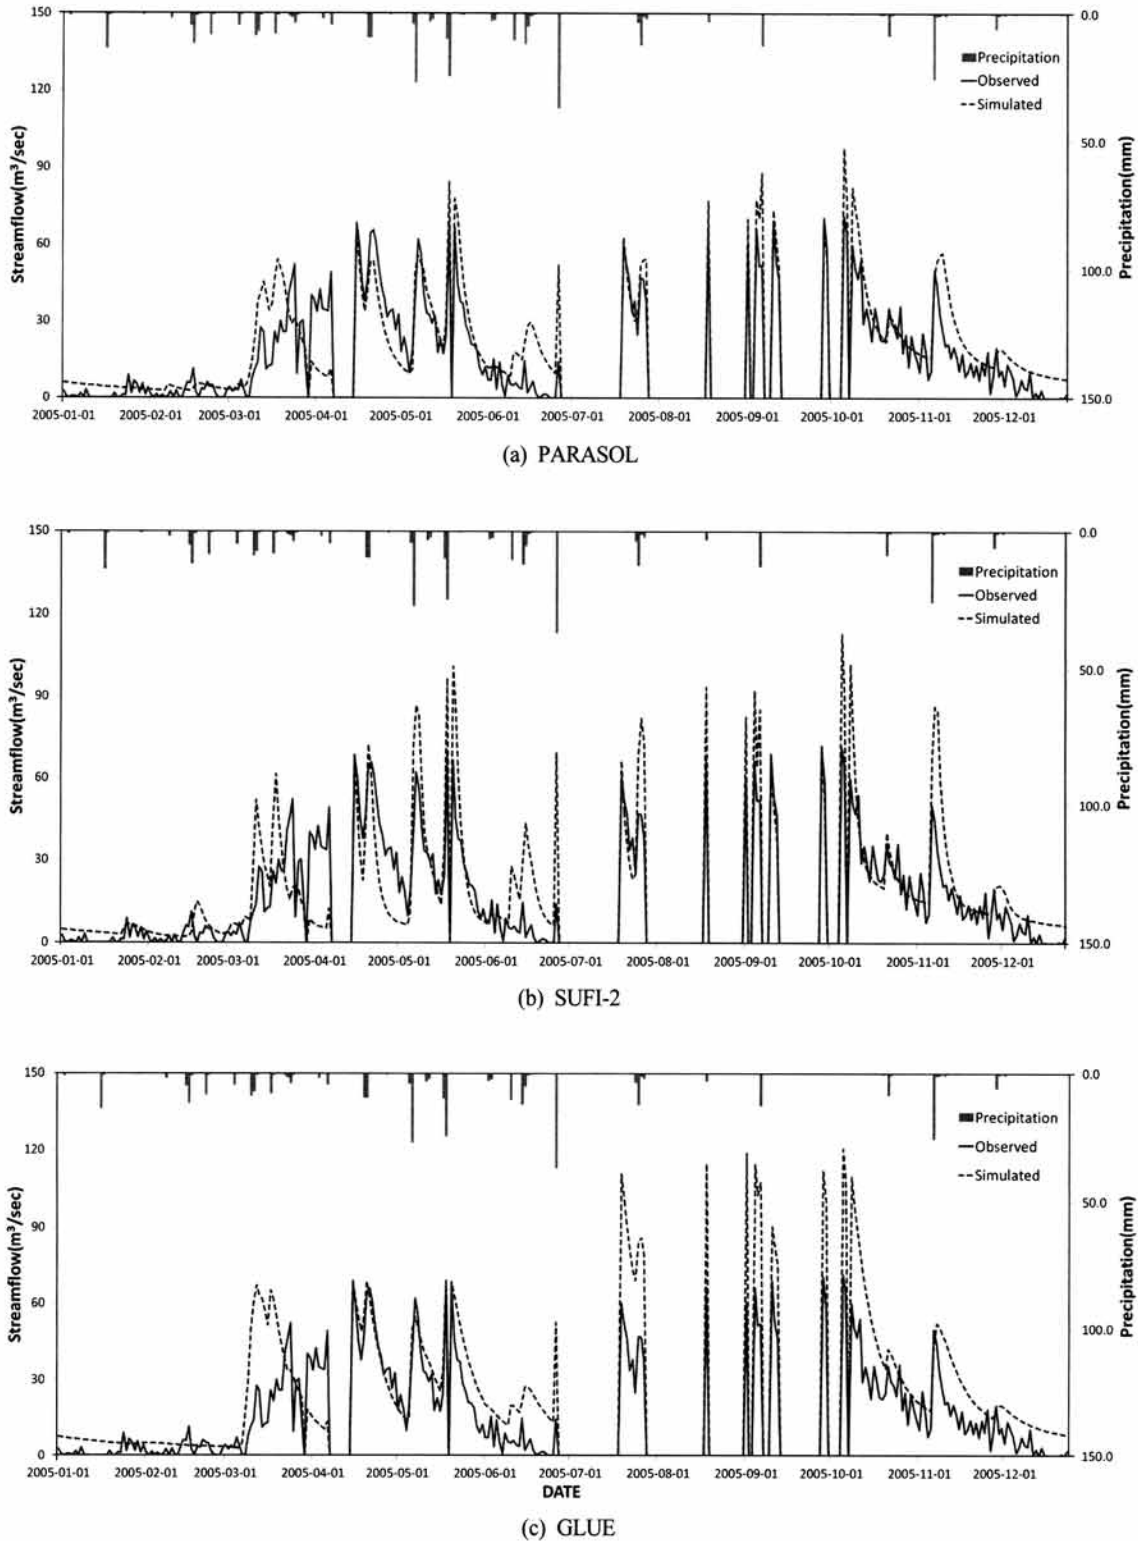 150
120
90
60
30
0
Streamflow(m³/sec)
0.0
50.0
100.0
150.0
Precipitation(mm)
Precipitation
Observed
Simulated
2005-01-01 2005-02-01 2005-03-01 2005-04-01 2005-05-01 2005-06-01 2005-07-01 2005-08-01 2005-09-01 2005-10-01 2005-11-01 2005-12-01
(a) PARASOL
150
120
90
60
30
0
Streamflow(m³/sec)
0.0
50.0
100.0
150.0
Precipitation(mm)
Precipitation
Observed
Simulated
2005-01-01 2005-02-01 2005-03-01 2005-04-01 2005-05-01 2005-06-01 2005-07-01 2005-08-01 2005-09-01 2005-10-01 2005-11-01 2005-12-01
(b) SUFI-2
150
120
90
60
30
0
Streamflow(m³/sec)
0.0
50.0
100.0
150.0
Precipitation(mm)
Precipitation
Observed
Simulated
2005-01-01 2005-02-01 2005-03-01 2005-04-01 2005-05-01 2005-06-01 2005-07-01 2005-08-01 2005-09-01 2005-10-01 2005-11-01 2005-12-01
DATE
(c) GLUE